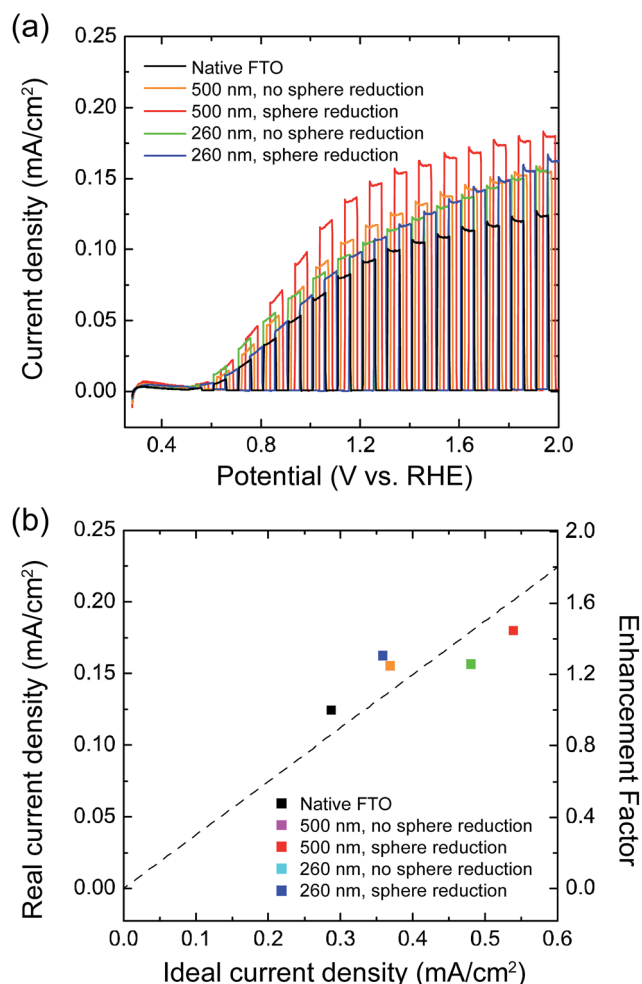 (a)
0.25
0.20
0.15
0.10
0.05
0.00
Current density (mA/cm²)
Native FTO
500 nm, no sphere reduction
500 nm, sphere reduction
260 nm, no sphere reduction
260 nm, sphere reduction
0.4 0.8 1.2 1.6 2.0
Potential (V vs. RHE)
(b)
0.25
0.20
0.15
0.10
0.05
0.00
Real current density (mA/cm²)
2.0
1.6
1.2
0.8
0.4
0.0
Enhancement Factor
Native FTO
500 nm, no sphere reduction
500 nm, sphere reduction
260 nm, no sphere reduction
260 nm, sphere reduction
0.0 0.1 0.2 0.3 0.4 0.5 0.6
Ideal current density (mA/cm²)